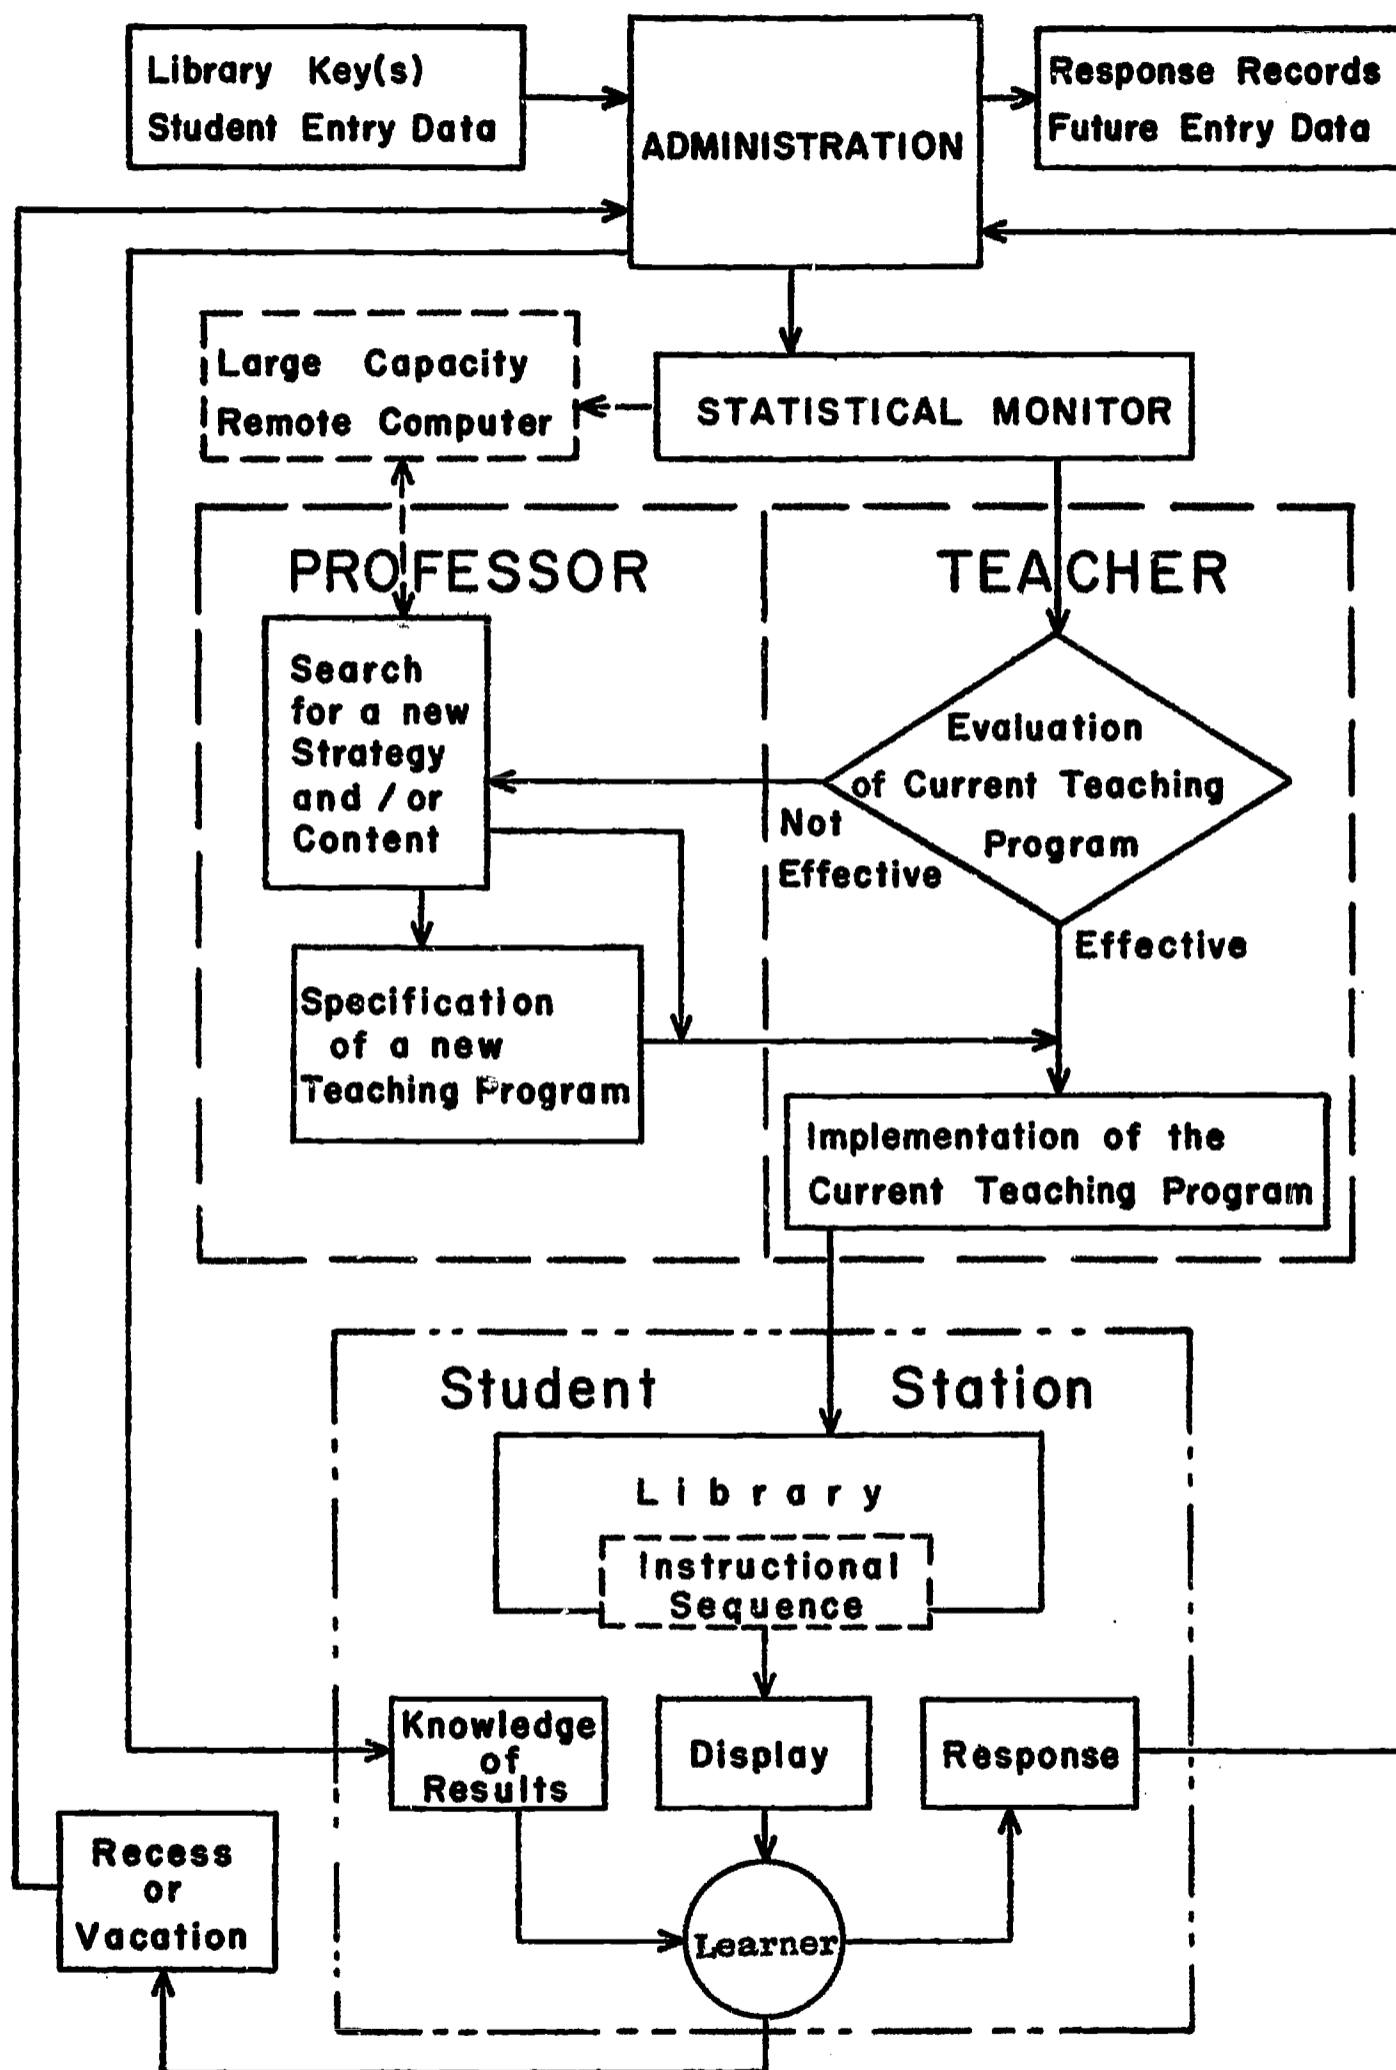 Library Key(s)
Student Entry Data
ADMINISTRATION
Response Records
Future Entry Data
Large Capacity
Remote Computer
STATISTICAL MONITOR
PROFESSOR
TEACHER
Search
for a new
Strategy
and / or
Content
Evaluation
of Current Teaching
Program
Not
Effective
Effective
Specification
of a new
Teaching Program
Implementation of the
Current Teaching Program
Student Station
Library
Instructional
Sequence
Knowledge
of
Results
Display
Response
Recess
or
Vacation
Learner